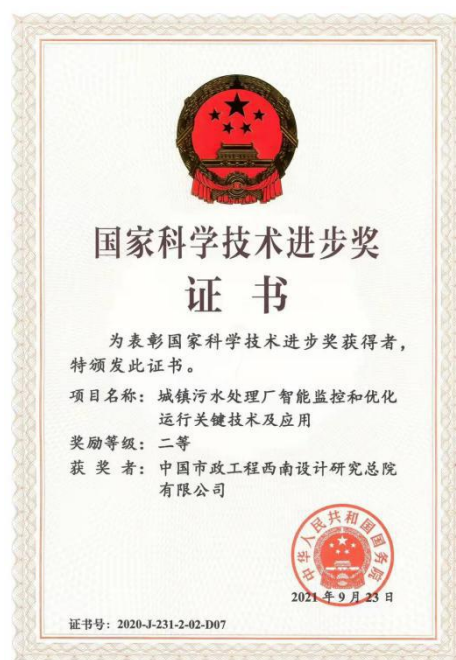 国家科学技术进步奖
证书
为表彰国家科学技术进步奖获得者，
特颁发此证书。
项目名称：城镇污水处理厂智能监控和优化
运行关键技术及应用
奖励等级：二等
获奖者：中国市政工程西南设计研究总院
有限公司
中华人民共和国国务院
2021年9月23日
证书号：2020-J-231-2-02-D07